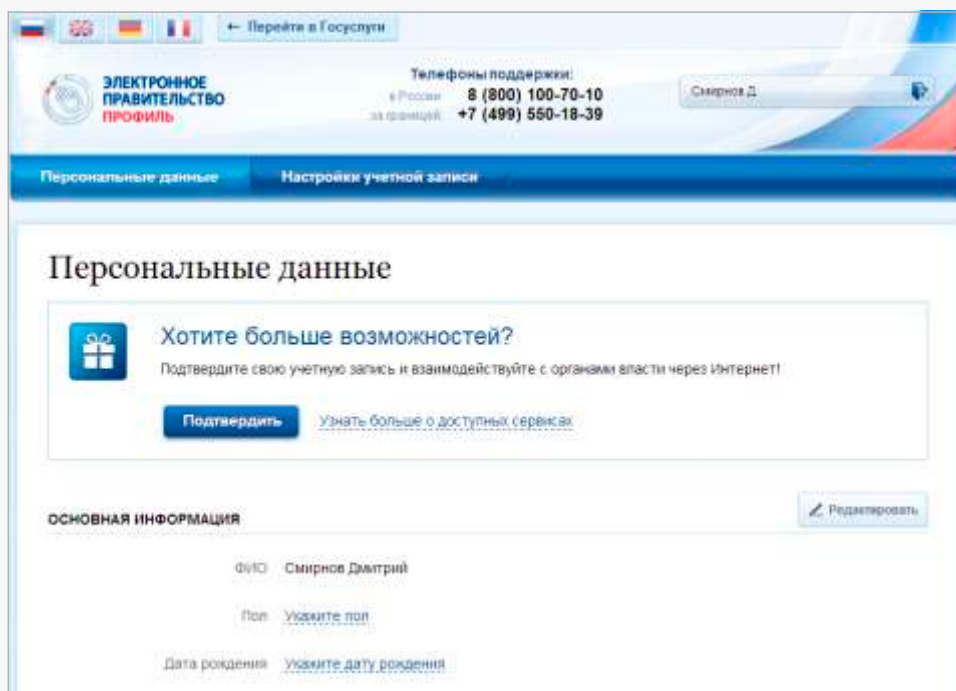 ← Перейти в Госуслуги
ЭЛЕКТРОННОЕ
ПРАВИТЕЛЬСТВО
ПРОФИЛЬ
Телефоны поддержки:
в России 8 (800) 100-70-10
за границей +7 (499) 550-18-39
Смирнов Д.
Персональные данные
Настройки учетной записи
Персональные данные
Хотите больше возможностей?
Подтвердите свою учетную запись и взаимодействуйте с органами власти через Интернет!
Подтвердить
Узнать больше о доступных сервисах
ОСНОВНАЯ ИНФОРМАЦИЯ
Редактировать
ФИО Смирнов Дмитрий
Пол Укажите пол
Дата рождения Укажите дату рождения